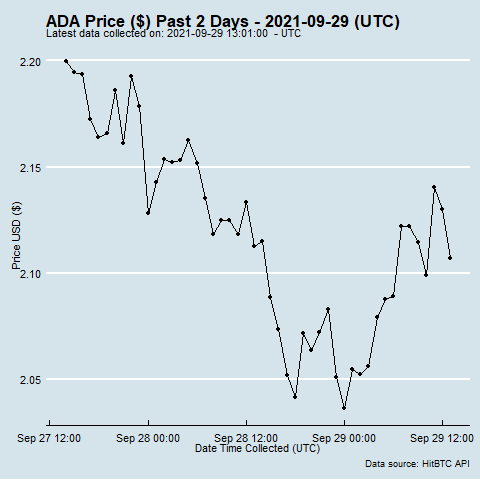 ADA Price ($) Past 2 Days - 2021-09-29 (UTC)
Latest data collected on: 2021-09-29 13:01:00  - UTC
2.20
2.15
2.10
2.05
Price USD ($)
Sep 27 12:00 Sep 28 00:00 Sep 28 12:00 Sep 29 00:00 Sep 29 12:00
Date Time Collected (UTC)
Data source: HitBTC API